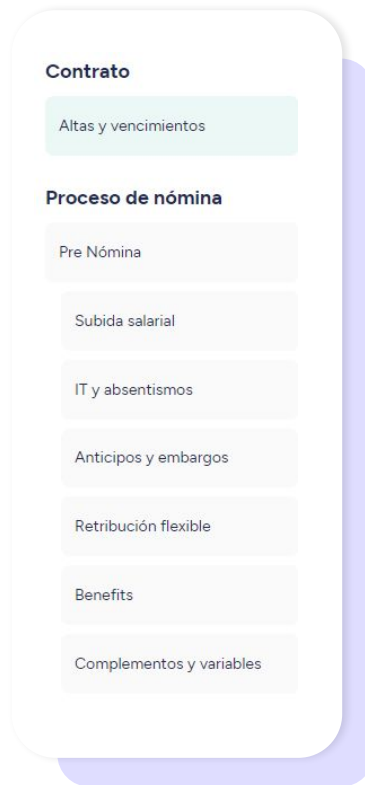 Contrato
Altas y vencimientos
Proceso de nómina
Pre Nómina
Subida salarial
IT y absentismos
Anticipos y embargos
Retribución flexible
Benefits
Complementos y variables